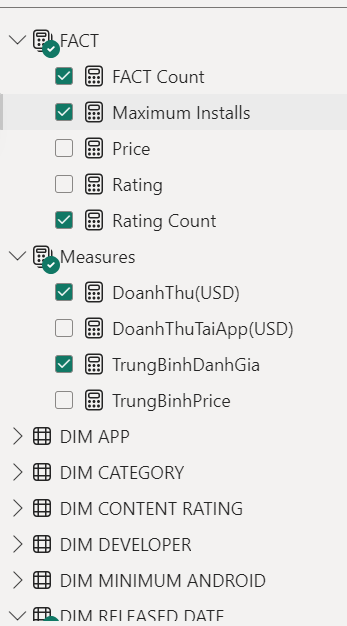 FACT
FACT Count
Maximum Installs
Price
Rating
Rating Count
Measures
DoanhThu(USD)
DoanhThuTaiApp(USD)
TrungBinhDanhGia
TrungBinhPrice
DIM APP
DIM CATEGORY
DIM CONTENT RATING
DIM DEVELOPER
DIM MINIMUM ANDROID
DIM RELEASED DATE